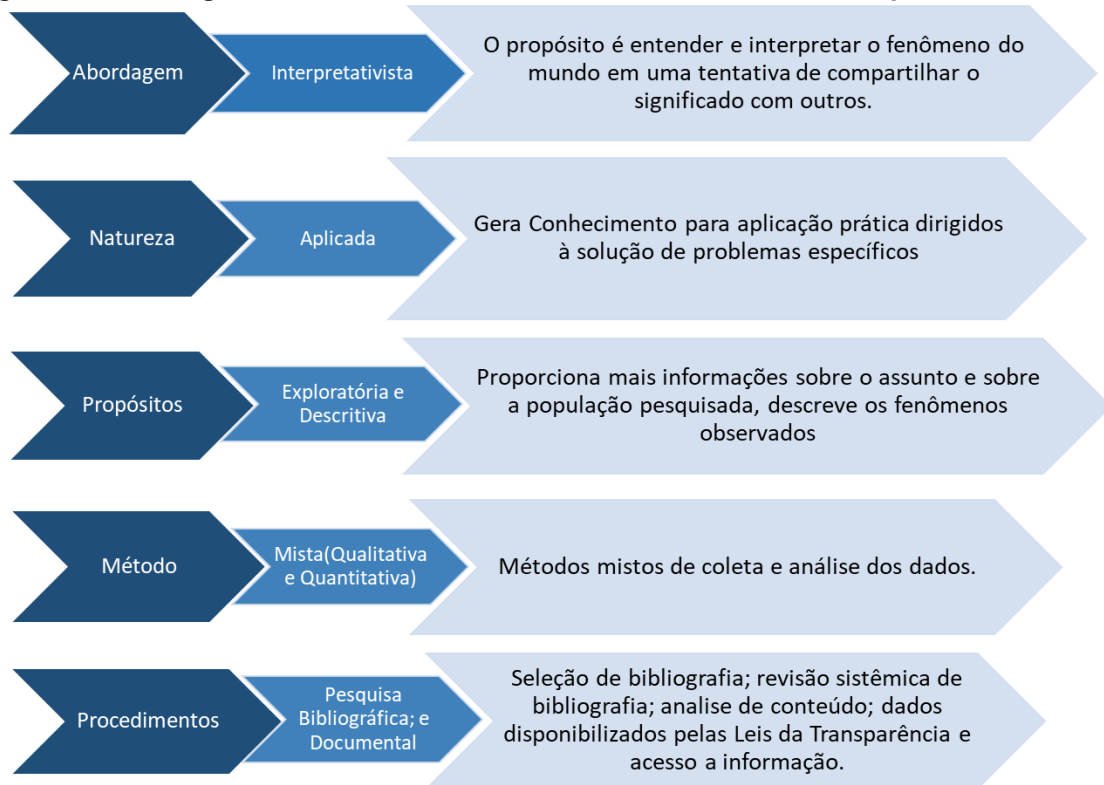 Abordagem
Interpretativista
O propósito é entender e interpretar o fenômeno do
mundo em uma tentativa de compartilhar o
significado com outros.
Natureza
Aplicada
Gera Conhecimento para aplicação prática dirigidos
à solução de problemas específicos
Propósitos
Exploratória e
Descritiva
Proporciona mais informações sobre o assunto e sobre
a população pesquisada, descreve os fenômenos
observados
Método
Mista(Qualitativa
e Quantitativa)
Métodos mistos de coleta e análise dos dados.
Procedimentos
Pesquisa
Bibliográfica; e
Documental
Seleção de bibliografia; revisão sistêmica de
bibliografia; analise de conteúdo; dados
disponibilizados pelas Leis da Transparência e
acesso a informação.